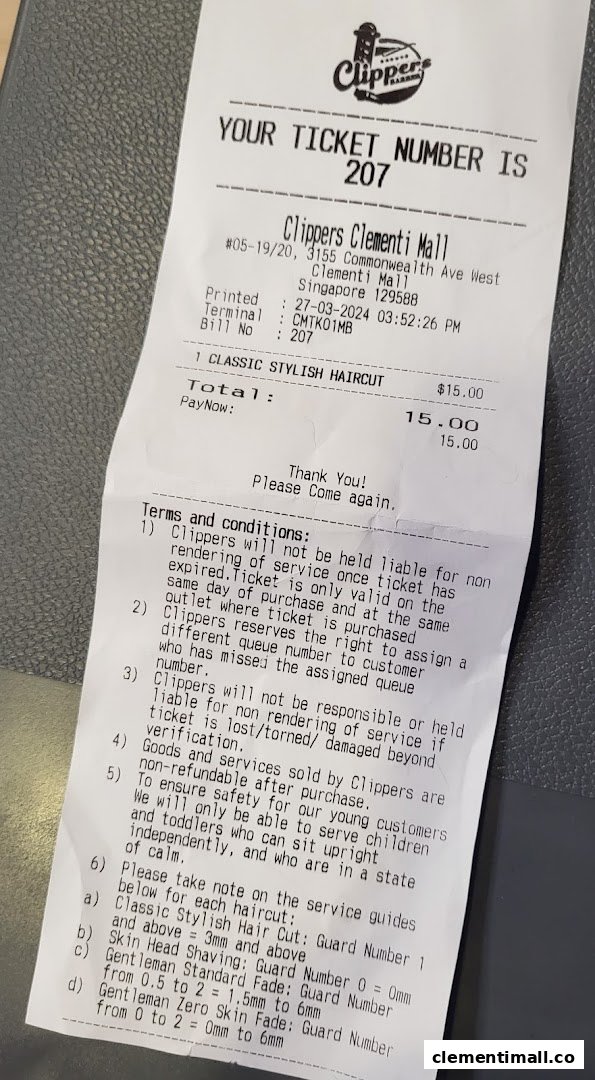 Clippers
BARBER
YOUR TICKET NUMBER IS
207
Clippers Clementi Mall
#05-19/20, 3155 Commonwealth Ave West
Clementi Mall
Singapore 129588
Printed : 27-03-2024 03:52:26 PM
Terminal : CMTK01MB
Bill No : 207
1 CLASSIC STYLISH HAIRCUT $15.00
Total: 15.00
PayNow: 15.00
Thank You!
Please Come again.
Terms and conditions:
1) Clippers will not be held liable for non
rendering of service once ticket has
expired.Ticket is only valid on the
same day of purchase and at the same
outlet where ticket is purchased
2) Clippers reserves the right to assign a
different queue number to customer
who has missed the assigned queue
number.
3) Clippers will not be responsible or held
liable for non rendering of service if
ticket is lost/torned/ damaged beyond
verification.
4) Goods and services sold by Clippers are
non-refundable after purchase.
5) To ensure safety for our young customers
We will only be able to serve children
and toddlers who can sit upright
independently, and who are in a state
of calm.
6) Please take note on the service guides
below for each haircut:
a) Classic Stylish Hair Cut: Guard Number 1
and above = 3mm and above
b) Skin Head Shaving: Guard Number 0 = 0mm
c) Gentleman Standard Fade: Guard Number
from 0.5 to 2 = 1.5mm to 6mm
d) Gentleman Zero Skin Fade: Guard Number
from 0 to 2 = 0mm to 6mm
clementimall.co